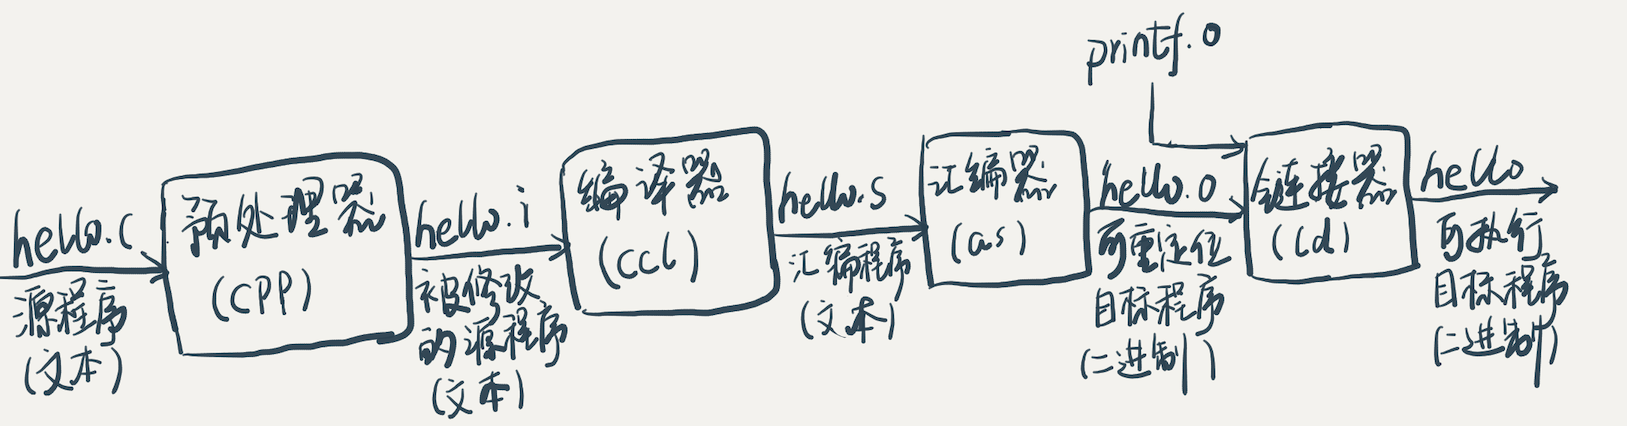 printf.o
hello.c
源程序
(文本)
预处理器
(cpp)
hello.i
被修改
的源程序
(文本)
编译器
(ccl)
hello.s
汇编程序
(文本)
汇编器
(as)
hello.o
可重定位
目标程序
(二进制)
链接器
(ld)
hello
可执行
目标程序
(二进制)